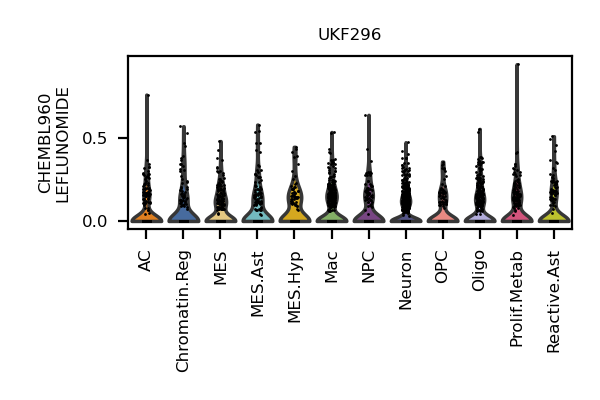 UKF296
CHEMBL960
LEFLUNOMIDE
0.5
0.0
AC
Chromatin.Reg
MES
MES.Ast
MES.Hyp
Mac
NPC
Neuron
OPC
Oligo
Prolif.Metab
Reactive.Ast